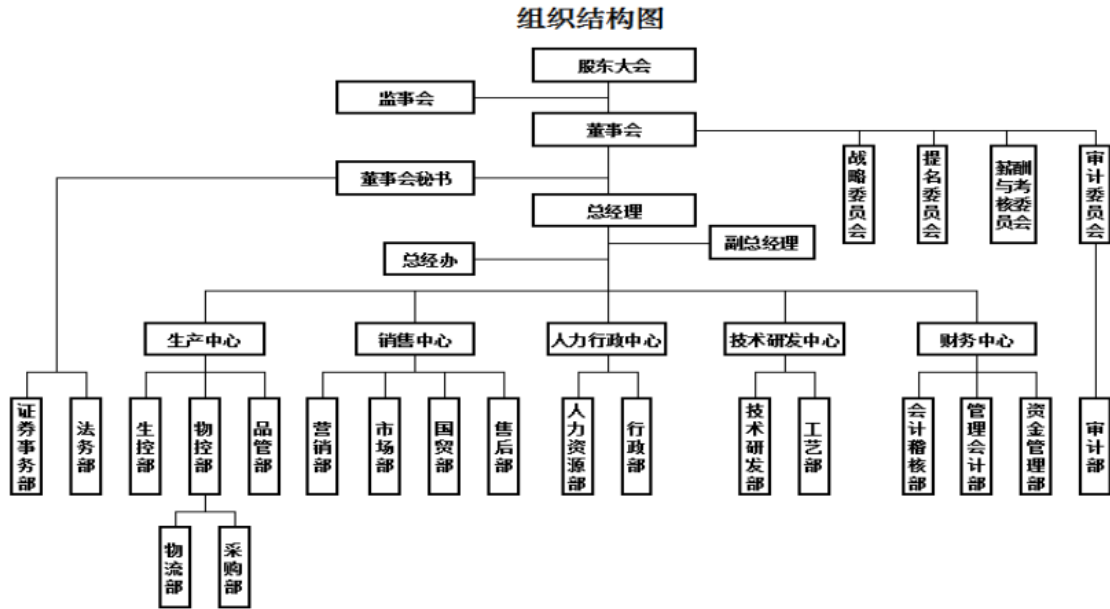 组织结构图
股东大会
监事会
董事会
战略委员会
提名委员会
薪酬与考核委员会
审计委员会
董事会秘书
总经理
副总经理
总经办
生产中心
销售中心
人力行政中心
技术研发中心
财务中心
证券事务部
法务部
生控部
物控部
品管部
营销部
市场部
国贸部
售后部
人力资源部
行政部
技术研发部
工艺部
会计稽核部
管理会计部
资金管理部
审计部
物流部
采购部